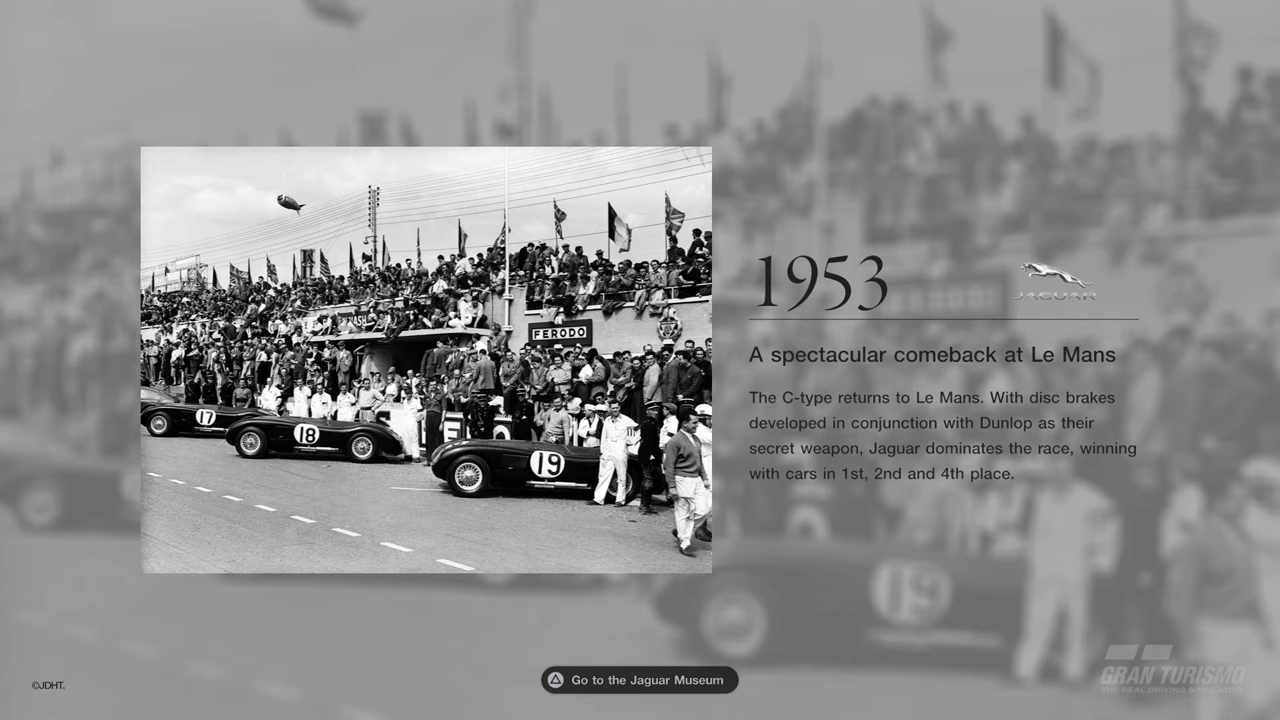 1953
JAGUAR
A spectacular comeback at Le Mans
The C-type returns to Le Mans. With disc brakes
developed in conjunction with Dunlop as their
secret weapon, Jaguar dominates the race, winning
with cars in 1st, 2nd and 4th place.
FERODO
17
18
19
©JDHT.
Go to the Jaguar Museum
GRAN TURISMO
THE REAL DRIVING SIMULATOR